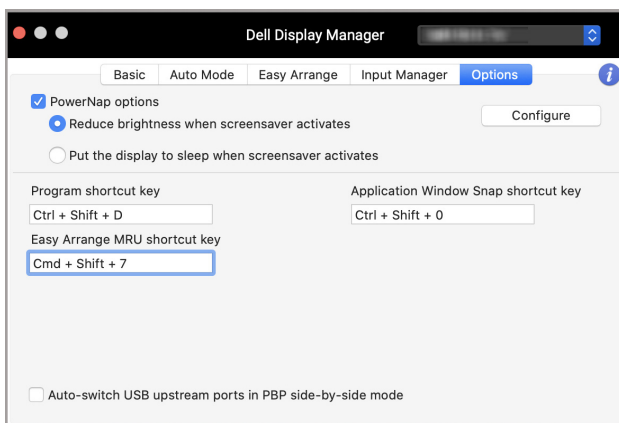 Dell Display Manager
Basic Auto Mode Easy Arrange Input Manager Options i
PowerNap options
Configure
Reduce brightness when screensaver activates
Put the display to sleep when screensaver activates
Program shortcut key Application Window Snap shortcut key
Ctrl + Shift + D Ctrl + Shift + 0
Easy Arrange MRU shortcut key
Cmd + Shift + 7
Auto-switch USB upstream ports in PBP side-by-side mode